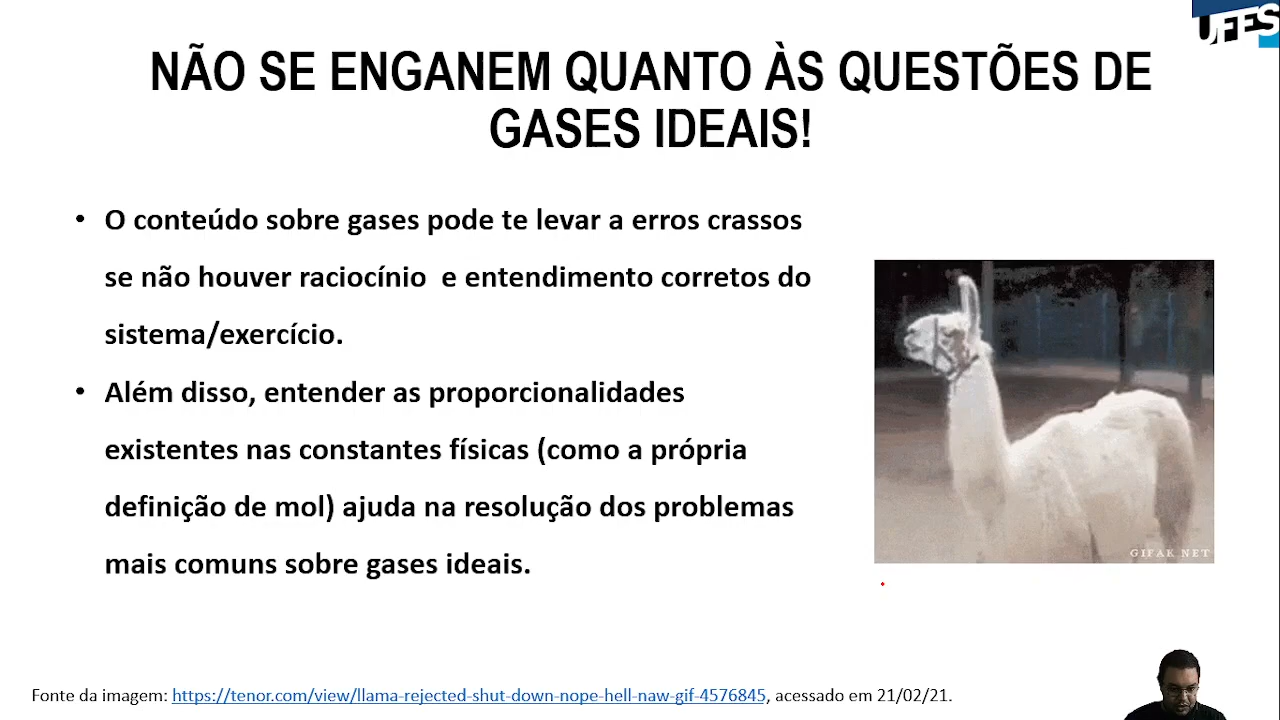 UFES
NÃO SE ENGANEM QUANTO ÀS QUESTÕES DE
GASES IDEAIS!
• O conteúdo sobre gases pode te levar a erros crassos
se não houver raciocínio e entendimento corretos do
sistema/exercício.
• Além disso, entender as proporcionalidades
existentes nas constantes físicas (como a própria
definição de mol) ajuda na resolução dos problemas
mais comuns sobre gases ideais.
GIFAK NET
Fonte da imagem: https://tenor.com/view/llama-rejected-shut-down-nope-hell-naw-gif-4576845, acessado em 21/02/21.